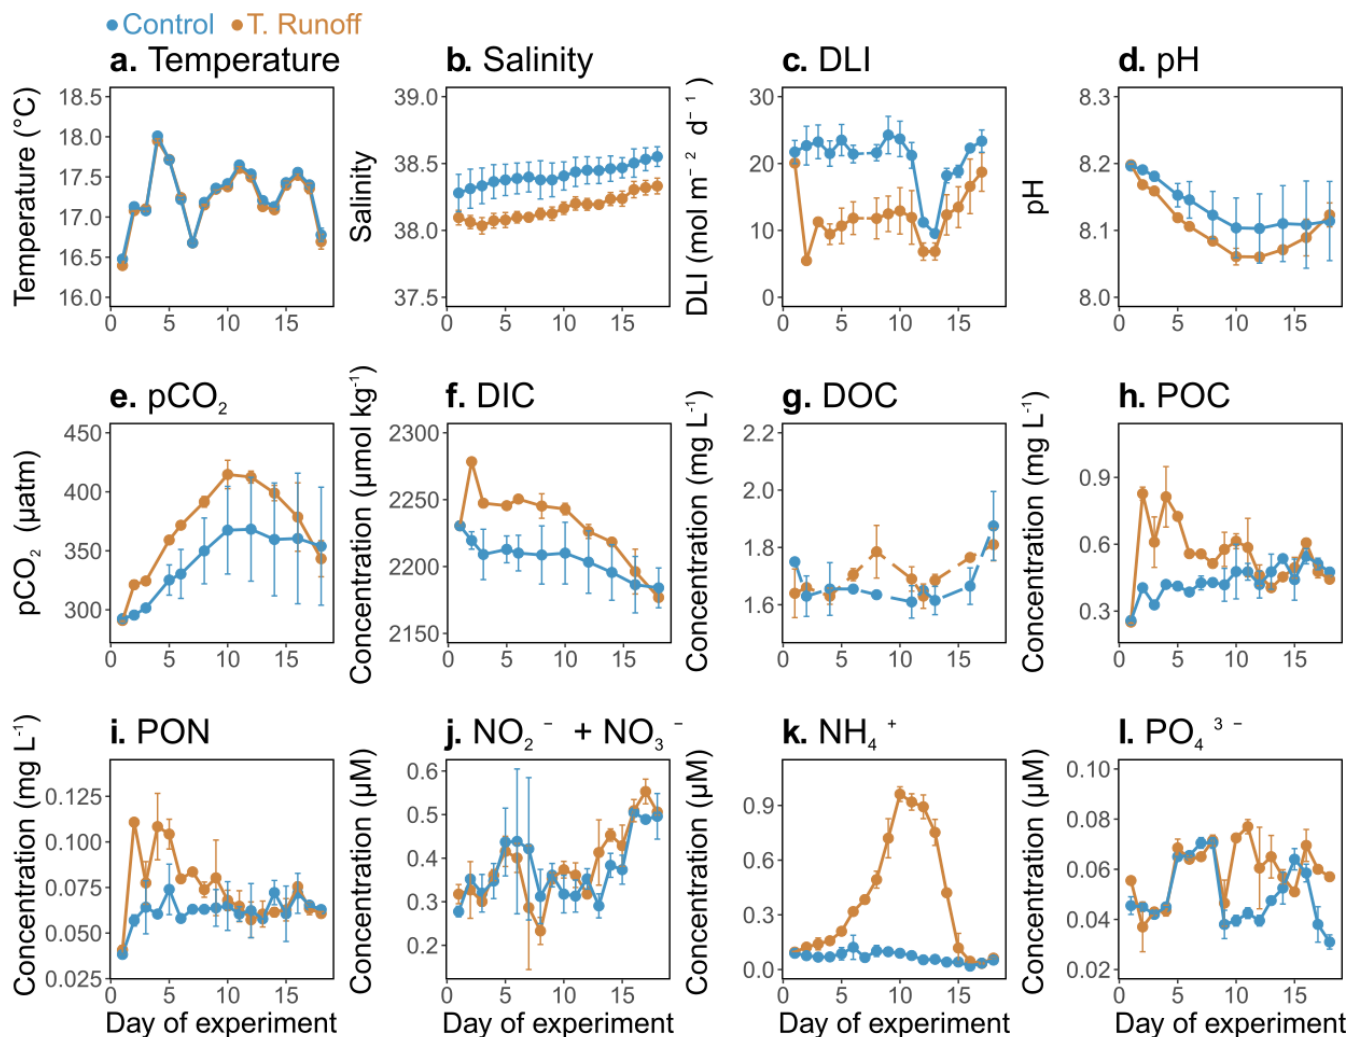 Control T. Runoff
a. Temperature
b. Salinity
c. DLI
d. pH
Temperature (°C)
18.5
18.0
17.5
17.0
16.5
16.0
0 5 10 15
Salinity
39.0
38.5
38.0
37.5
0 5 10 15
DLI (mol m⁻² d⁻¹)
30
20
10
0
0 5 10 15
pH
8.3
8.2
8.1
8.0
0 5 10 15
e. pCO₂
f. DIC
g. DOC
h. POC
pCO₂ (µatm)
450
400
350
300
0 5 10 15
Concentration (µmol kg⁻¹)
2300
2250
2200
2150
0 5 10 15
Concentration (mg L⁻¹)
2.2
2.0
1.8
1.6
0 5 10 15
Concentration (mg L⁻¹)
0.9
0.6
0.3
0 5 10 15
i. PON
j. NO₂⁻ + NO₃⁻
k. NH₄⁺
l. PO₄³⁻
Concentration (mg L⁻¹)
0.125
0.100
0.075
0.050
0.025
0 5 10 15
Day of experiment
Concentration (µM)
0.6
0.5
0.4
0.3
0.2
0 5 10 15
Day of experiment
Concentration (µM)
0.9
0.6
0.3
0.0
0 5 10 15
Day of experiment
Concentration (µM)
0.10
0.08
0.06
0.04
0.02
0 5 10 15
Day of experiment